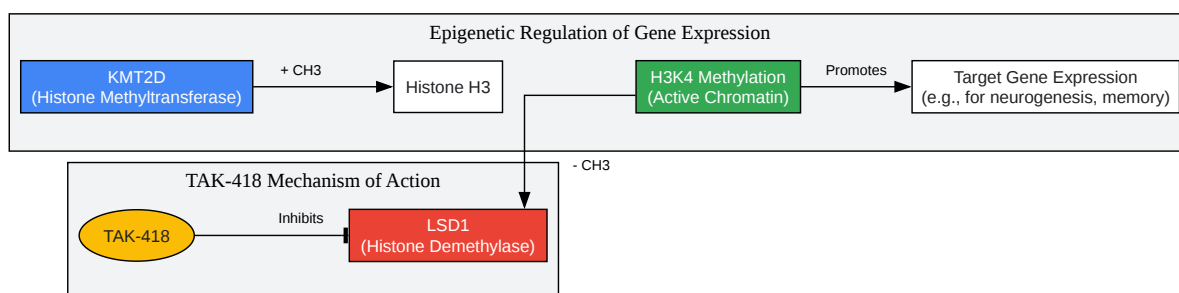 Epigenetic Regulation of Gene Expression
KMT2D
(Histone Methyltransferase)
+ CH3
Histone H3
H3K4 Methylation
(Active Chromatin)
Promotes
Target Gene Expression
(e.g., for neurogenesis, memory)
- CH3
TAK-418 Mechanism of Action
TAK-418
Inhibits
LSD1
(Histone Demethylase)